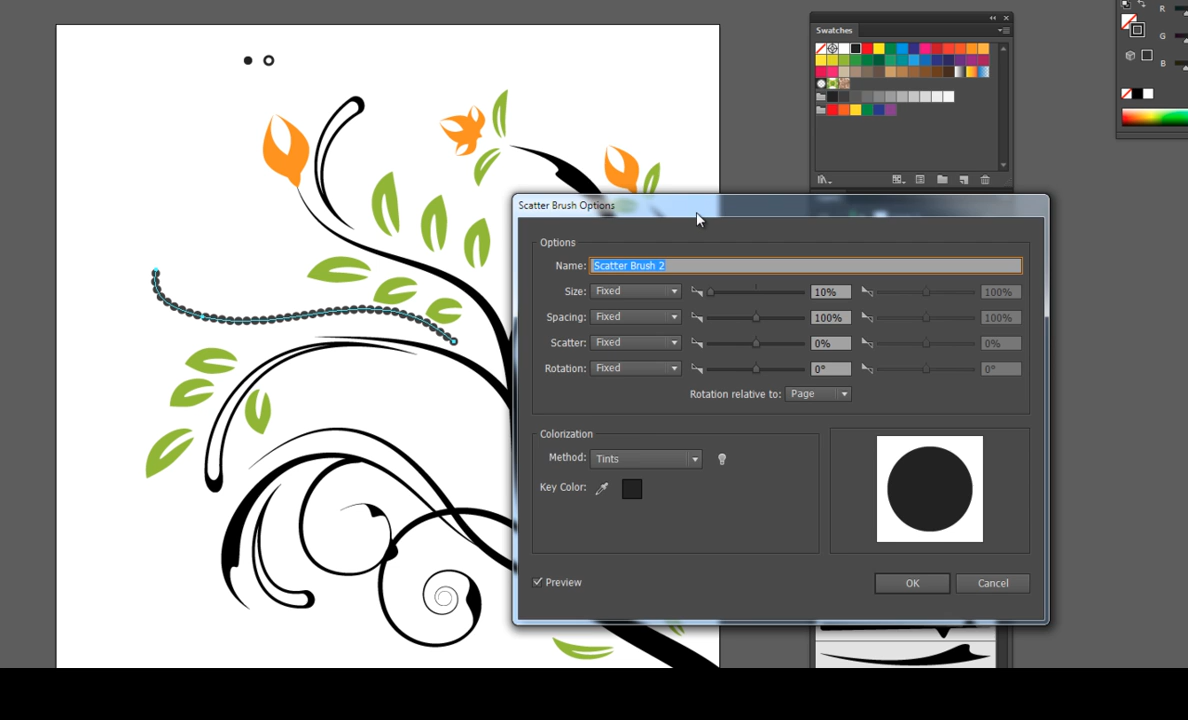 R
Swatches
G
B
Scatter Brush Options
Options
Name: Scatter Brush 2
Size: Fixed 10% 100%
Spacing: Fixed 100% 100%
Scatter: Fixed 0% 0%
Rotation: Fixed 0° 0°
Rotation relative to: Page
Colorization
Method: Tints
Key Color:
Preview OK Cancel